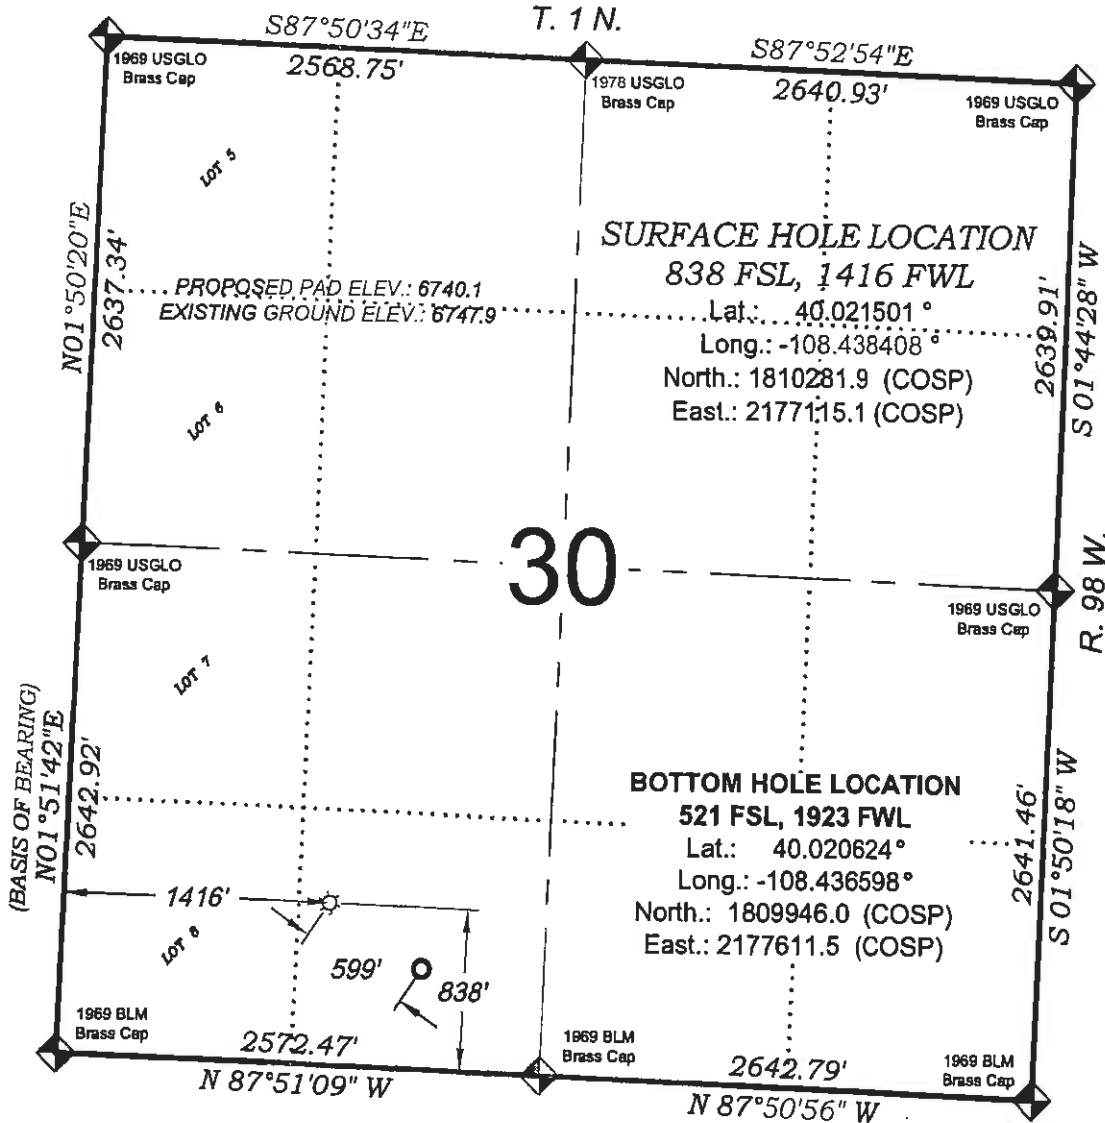 T. 1 N.
S87°50'34"E
2568.75'
S87°52'54"E
2640.93'
1969 USGLO
Brass Cap
1978 USGLO
Brass Cap
1969 USGLO
Brass Cap
LOT 5
N01°50'20"E
2637.34'
PROPOSED PAD ELEV.: 6740.1
EXISTING GROUND ELEV.: 6747.9
SURFACE HOLE LOCATION
838 FSL, 1416 FWL
Lat.: 40.021501 °
Long.: -108.438408 °
North.: 1810281.9 (COSP)
East.: 2177115.1 (COSP)
2639.91'
S 01°44'28" W
LOT 6
30
1969 USGLO
Brass Cap
1969 USGLO
Brass Cap
R. 98 W.
LOT 7
(BASIS OF BEARING)
N01°51'42"E
2642.92'
BOTTOM HOLE LOCATION
521 FSL, 1923 FWL
Lat.: 40.020624°
Long.: -108.436598°
North.: 1809946.0 (COSP)
East.: 2177611.5 (COSP)
2641.46'
S 01°50'18" W
1416'
LOT 8
599'
838'
1969 BLM
Brass Cap
1969 BLM
Brass Cap
1969 BLM
Brass Cap
2572.47'
N 87°51'09" W
2642.79'
N 87°50'56" W